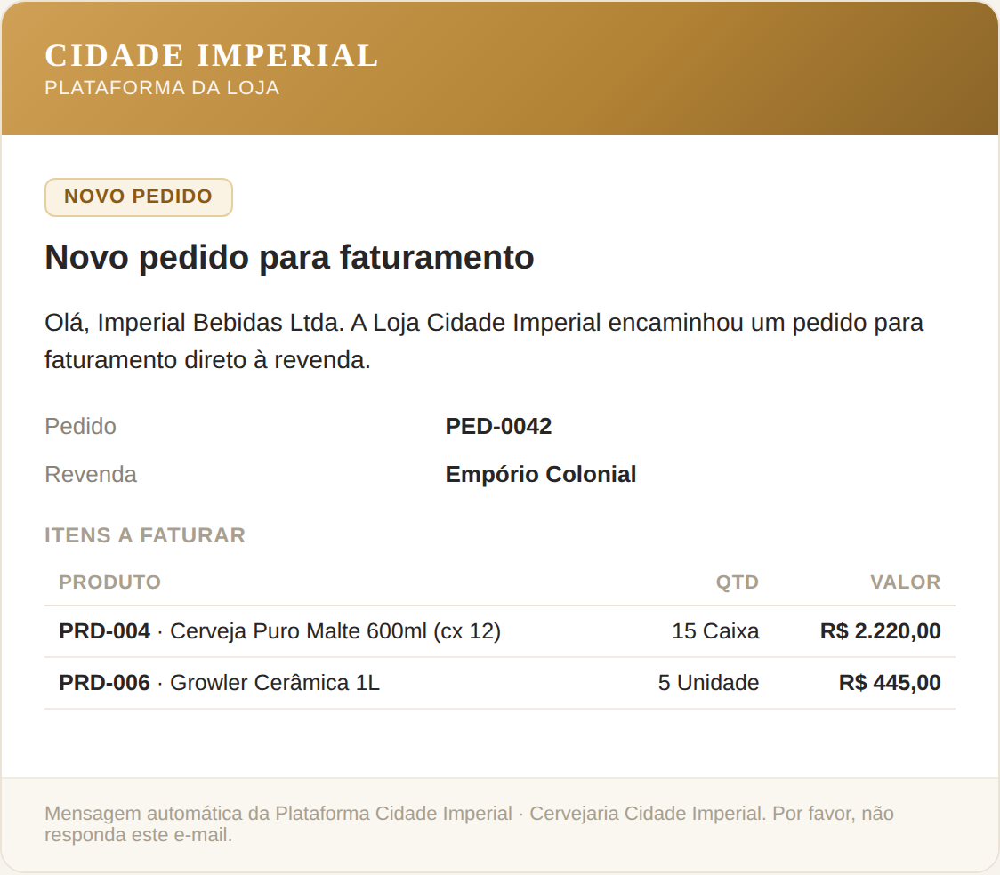 CIDADE IMPERIAL
PLATAFORMA DA LOJA
NOVO PEDIDO
Novo pedido para faturamento
Olá, Imperial Bebidas Ltda. A Loja Cidade Imperial encaminhou um pedido para
faturamento direto à revenda.
Pedido PED-0042
Revenda Empório Colonial
ITENS A FATURAR
PRODUTO QTD VALOR
PRD-004 · Cerveja Puro Malte 600ml (cx 12) 15 Caixa R$ 2.220,00
PRD-006 · Growler Cerâmica 1L 5 Unidade R$ 445,00
Mensagem automática da Plataforma Cidade Imperial · Cervejaria Cidade Imperial. Por favor, não
responda este e-mail.